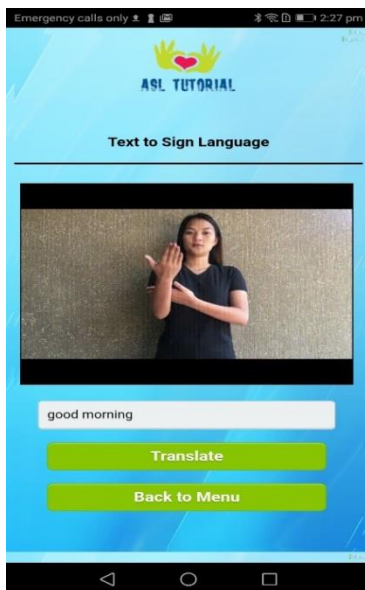 Emergency calls only
2:27 pm
ASL TUTORIAL
Text to Sign Language
good morning
Translate
Back to Menu